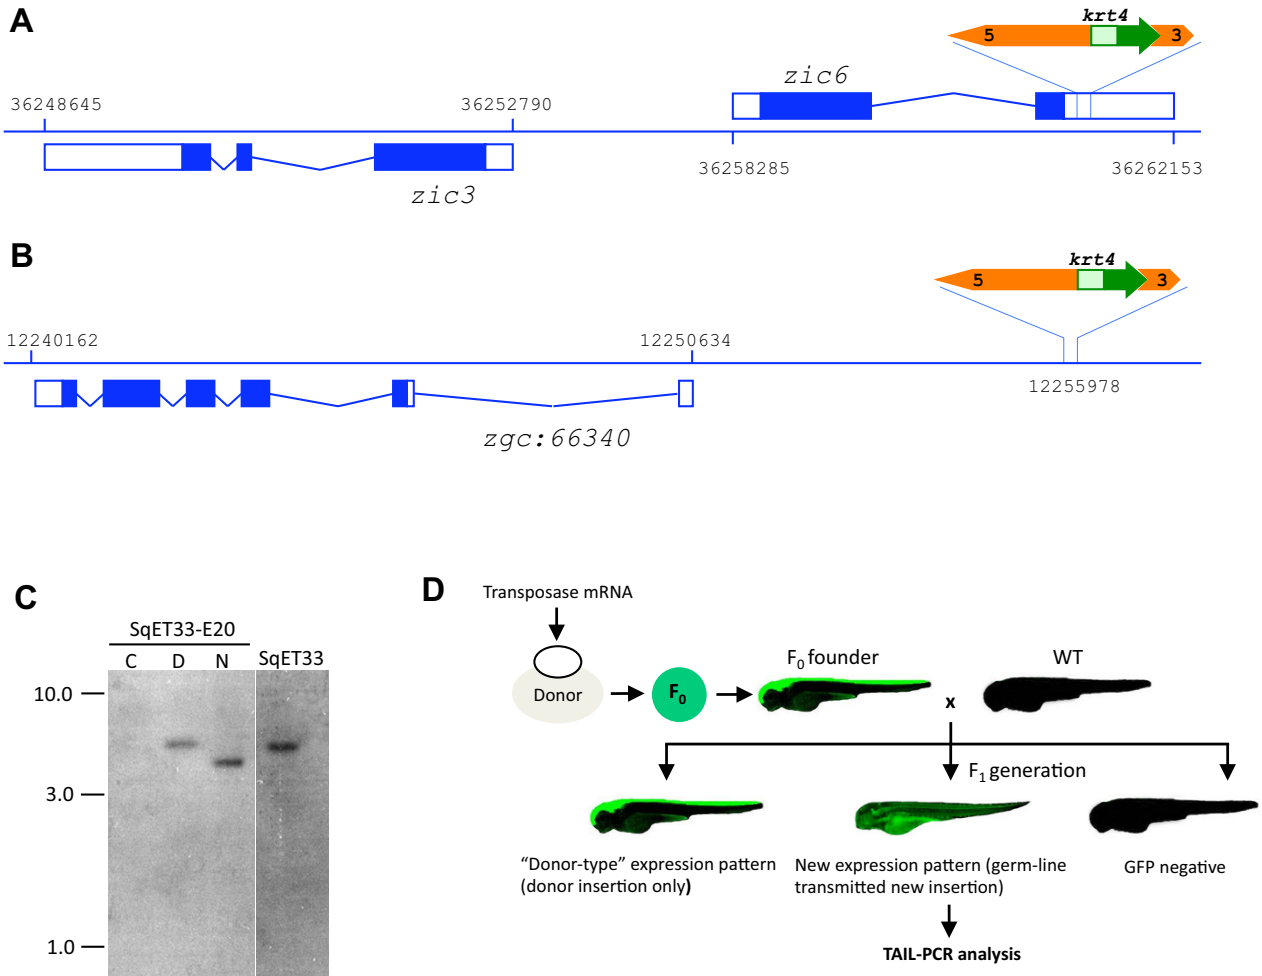 A
krt4
5 3
zic6
36248645 36252790
36258285 36262153
zic3
B
krt4
5 3
12240162 12250634
12255978
zgc:66340
C
SqET33-E20
C D N SqET33
10.0
3.0
1.0
D
Transposase mRNA
Donor
F0
F0 founder
WT
x
F1 generation
“Donor-type” expression pattern
(donor insertion only)
New expression pattern (germ-line
transmitted new insertion)
GFP negative
TAIL-PCR analysis